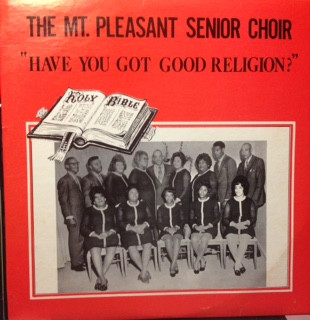 THE MT. PLEASANT SENIOR CHOIR
"HAVE YOU GOT GOOD RELIGION?"
HOLY BIBLE